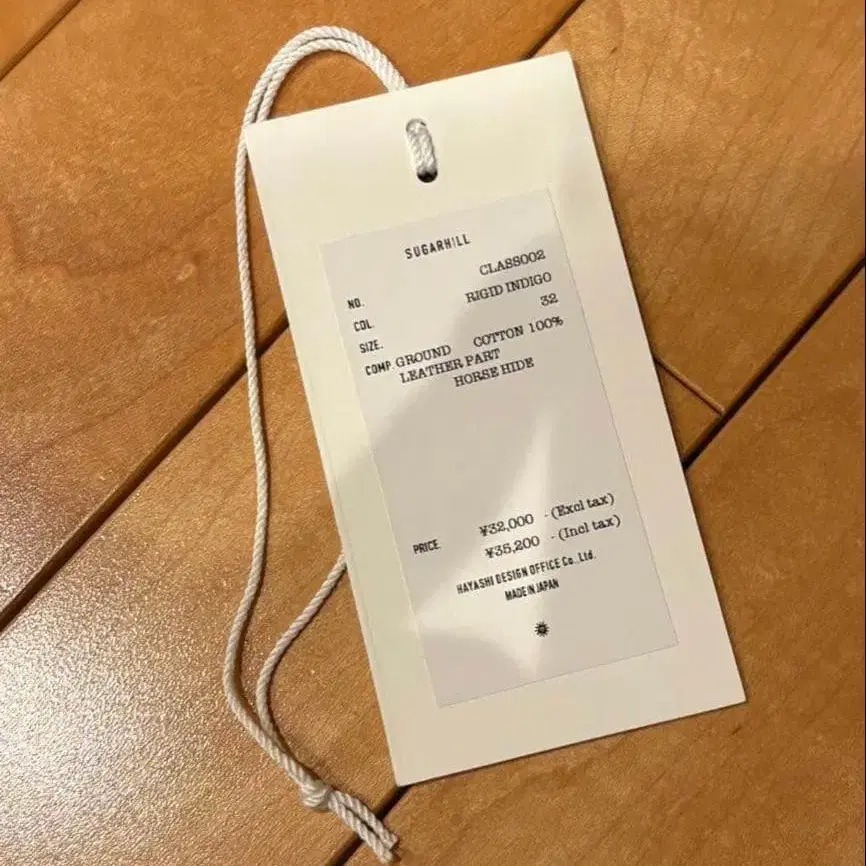 SUGARHILL
NO. CLASS002
COL. RIGID INDIGO
SIZE. 32
COMP. GROUND COTTON 100%
LEATHER PART
HORSE HIDE
PRICE. ¥32,000 - (Excl tax)
¥35,200 - (Incl tax)
HAYASHI DESIGN OFFICE Co., Ltd.
MADE IN JAPAN